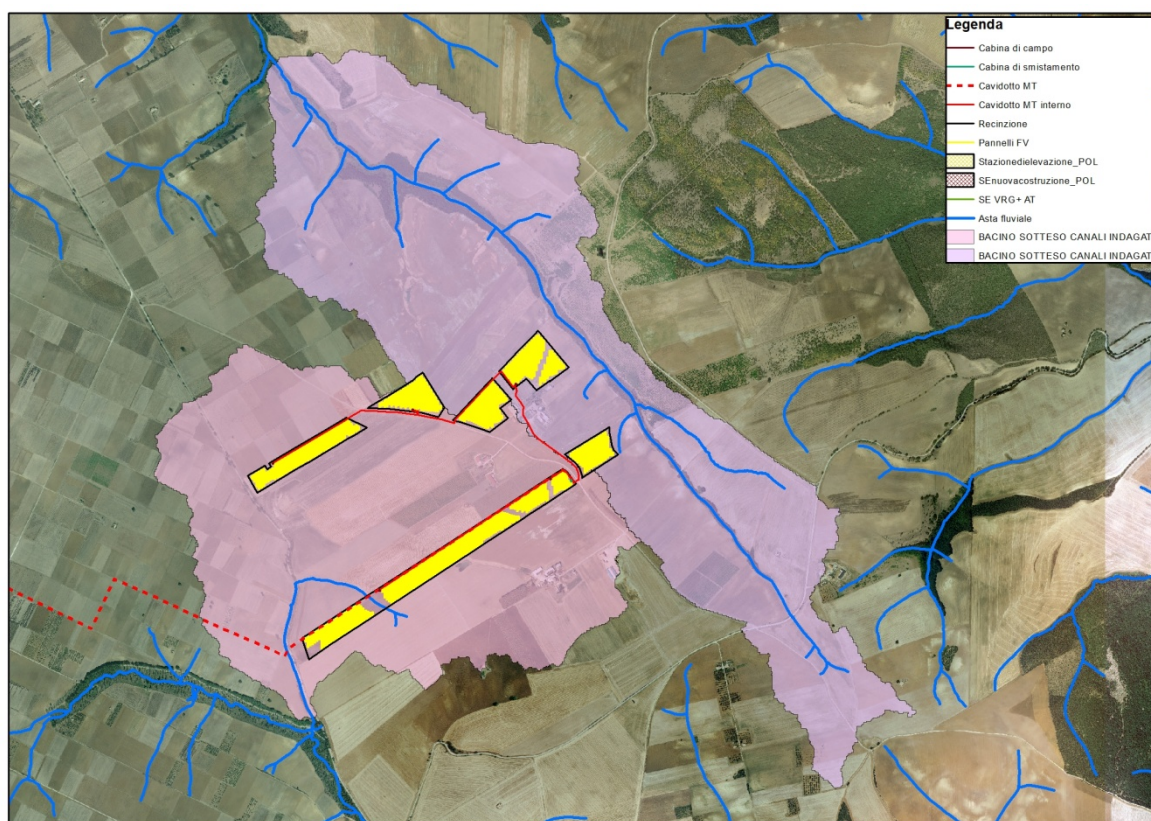 Legenda
Cabina di campo
Cabina di smistamento
Cavidotto MT
Cavidotto MT interno
Recinzione
Pannelli FV
Stazionedielevazione_POL
SEnuovacostruzione_POL
SE VRG+ AT
Asta fluviale
BACINO SOTTESO CANALI INDAGAT
BACINO SOTTESO CANALI INDAGAT